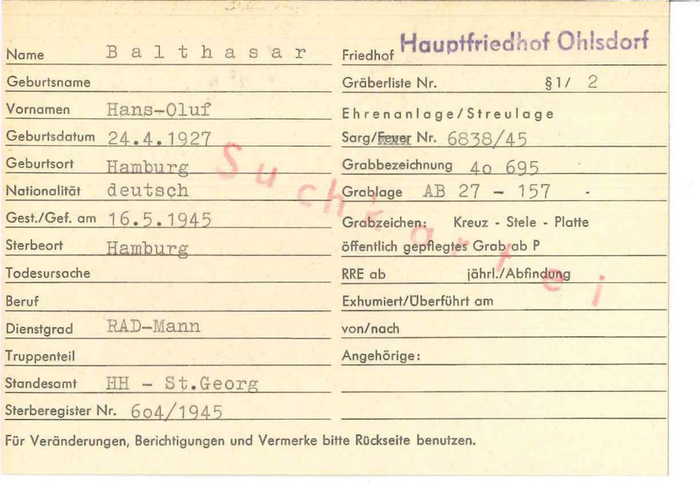 Name Balthasar
Geburtsname
Vornamen Hans-Oluf
Geburtsdatum 24.4.1927
Geburtsort Hamburg
Nationalität deutsch
Gest./Gef. am 16.5.1945
Sterbeort Hamburg
Todesursache
Beruf
Dienstgrad RAD-Mann
Truppenteil
Standesamt HH - St.Georg
Sterberegister Nr. 6o4/1945
Friedhof Hauptfriedhof Ohlsdorf
Gräberliste Nr. §1/ 2
Ehrenanlage/Streulage
Sarg/Feuer Nr. 6838/45
Grabbezeichnung 4o 695
Grablage AB 27 - 157 -
Grabzeichen: Kreuz - Stele - Platte
öffentlich gepflegtes Grab ab P
RRE ab jährl./Abfindung
Exhumiert/Überführt am
von/nach
Angehörige:
Suchkartei
Für Veränderungen, Berichtigungen und Vermerke bitte Rückseite benutzen.